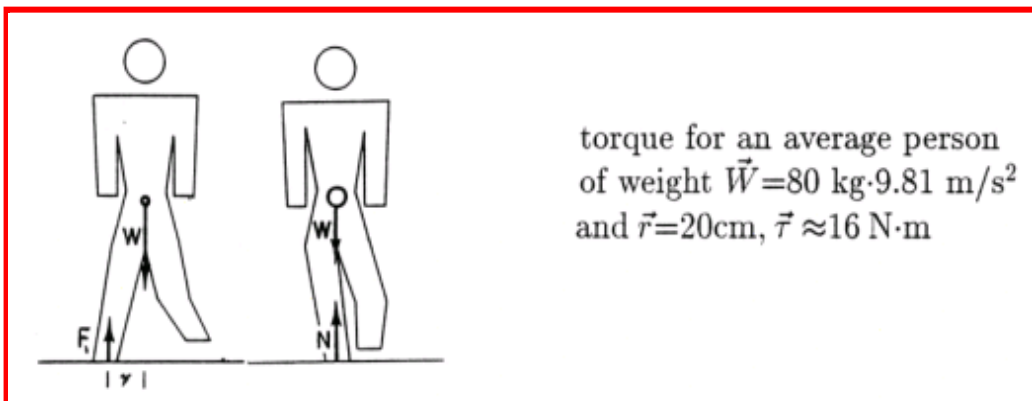 W
F
| r |
W
N
torque for an average person
of weight W⃗=80 kg·9.81 m/s²
and r⃗=20cm, τ⃗ ≈16 N·m